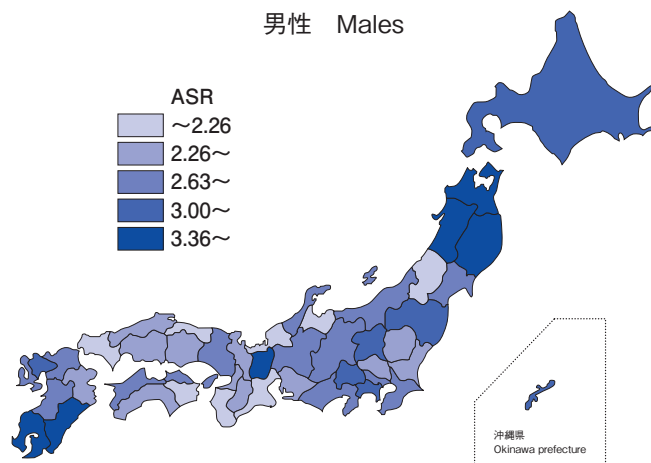 男性　Males
ASR
～2.26
2.26～
2.63～
3.00～
3.36～
沖縄県
Okinawa prefecture